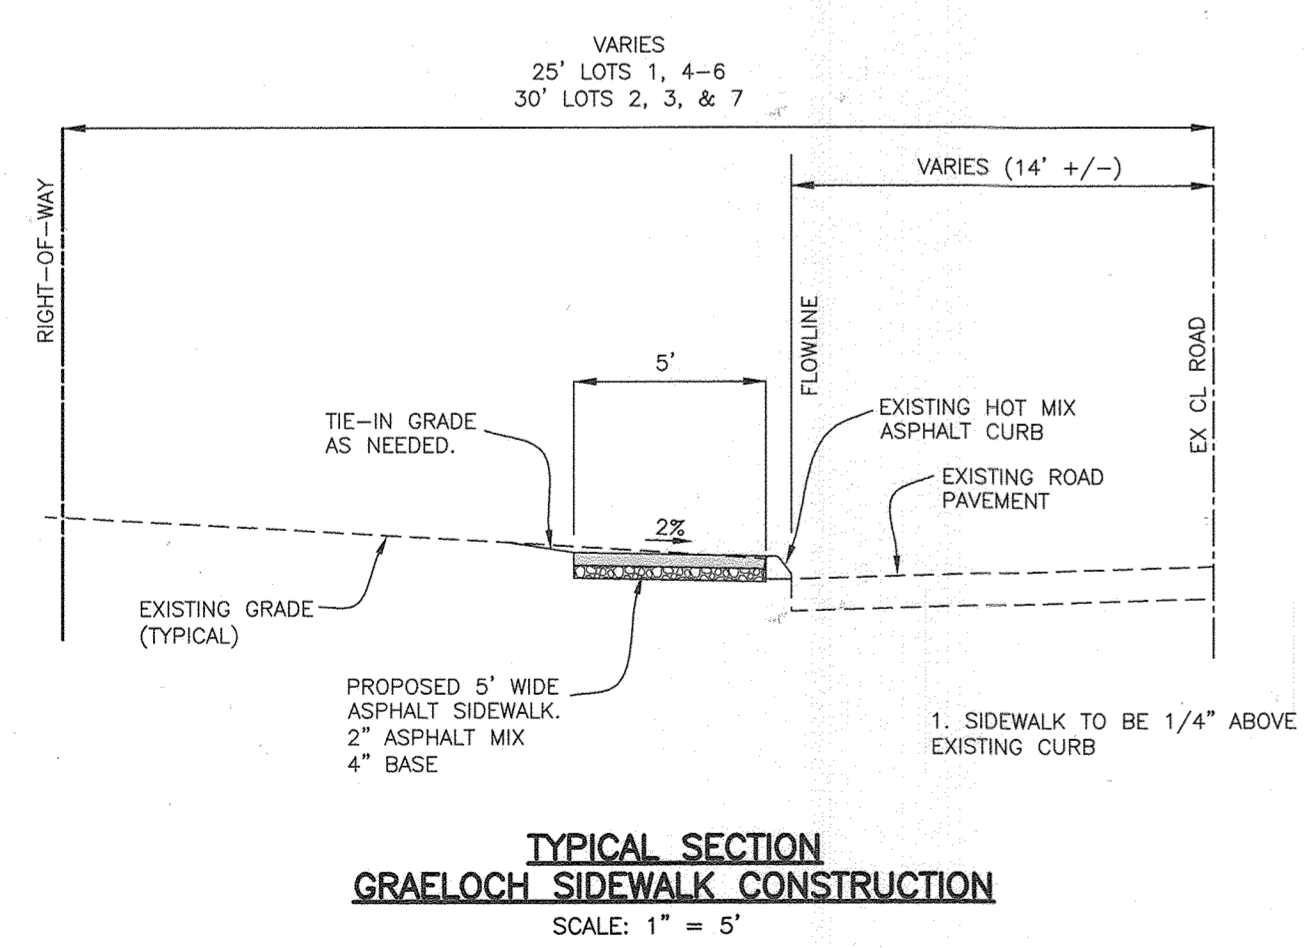 VARIES
25' LOTS 1, 4-6
30' LOTS 2, 3, & 7
VARIES (14' +/-)
RIGHT-OF-WAY
FLOWLINE
EX CL ROAD
5'
TIE-IN GRADE
AS NEEDED.
EXISTING HOT MIX
ASPHALT CURB
EXISTING ROAD
PAVEMENT
2%
EXISTING GRADE
(TYPICAL)
PROPOSED 5' WIDE
ASPHALT SIDEWALK.
2" ASPHALT MIX
4" BASE
1. SIDEWALK TO BE 1/4" ABOVE
EXISTING CURB
TYPICAL SECTION
GRAELOCH SIDEWALK CONSTRUCTION
SCALE: 1" = 5'